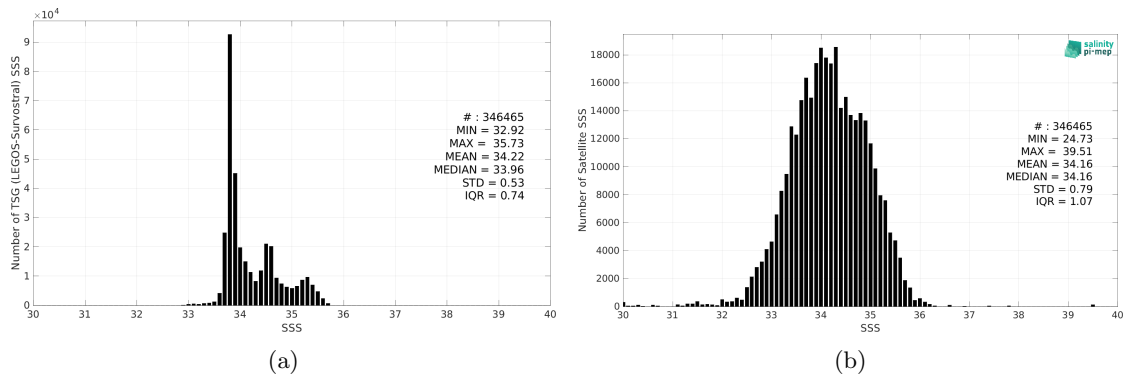 ×10⁴
9
8
7
6
5
4
3
2
1
0
30 31 32 33 34 35 36 37 38 39 40
SSS
Number of TSG (LEGOS-Survostral) SSS
# : 346465
MIN = 32.92
MAX = 35.73
MEAN = 34.22
MEDIAN = 33.96
STD = 0.53
IQR = 0.74
(a)
salinity
pi-mep
18000
16000
14000
12000
10000
8000
6000
4000
2000
0
30 31 32 33 34 35 36 37 38 39 40
SSS
Number of Satellite SSS
# : 346465
MIN = 24.73
MAX = 39.51
MEAN = 34.16
MEDIAN = 34.16
STD = 0.79
IQR = 1.07
(b)